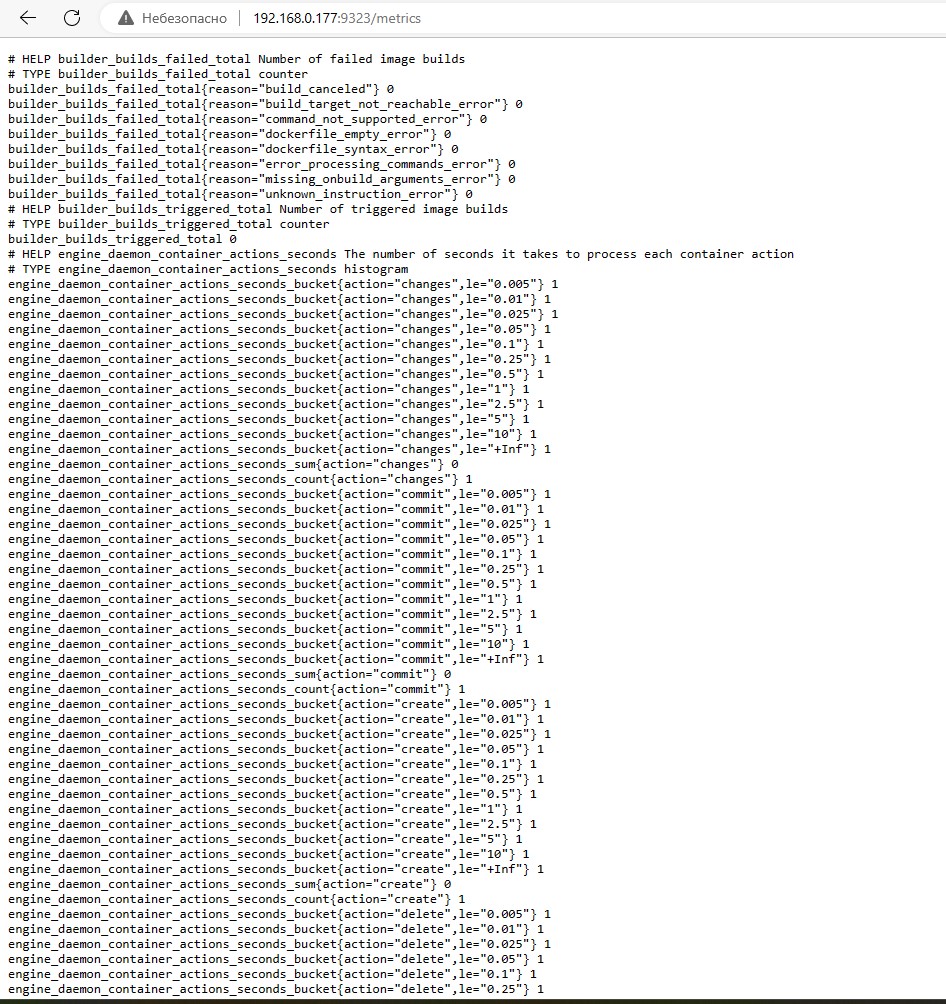 Небезопасно 192.168.0.177:9323/metrics
# HELP builder_builds_failed_total Number of failed image builds
# TYPE builder_builds_failed_total counter
builder_builds_failed_total{reason="build_canceled"} 0
builder_builds_failed_total{reason="build_target_not_reachable_error"} 0
builder_builds_failed_total{reason="command_not_supported_error"} 0
builder_builds_failed_total{reason="dockerfile_empty_error"} 0
builder_builds_failed_total{reason="dockerfile_syntax_error"} 0
builder_builds_failed_total{reason="error_processing_commands_error"} 0
builder_builds_failed_total{reason="missing_onbuild_arguments_error"} 0
builder_builds_failed_total{reason="unknown_instruction_error"} 0
# HELP builder_builds_triggered_total Number of triggered image builds
# TYPE builder_builds_triggered_total counter
builder_builds_triggered_total 0
# HELP engine_daemon_container_actions_seconds The number of seconds it takes to process each container action
# TYPE engine_daemon_container_actions_seconds histogram
engine_daemon_container_actions_seconds_bucket{action="changes",le="0.005"} 1
engine_daemon_container_actions_seconds_bucket{action="changes",le="0.01"} 1
engine_daemon_container_actions_seconds_bucket{action="changes",le="0.025"} 1
engine_daemon_container_actions_seconds_bucket{action="changes",le="0.05"} 1
engine_daemon_container_actions_seconds_bucket{action="changes",le="0.1"} 1
engine_daemon_container_actions_seconds_bucket{action="changes",le="0.25"} 1
engine_daemon_container_actions_seconds_bucket{action="changes",le="0.5"} 1
engine_daemon_container_actions_seconds_bucket{action="changes",le="1"} 1
engine_daemon_container_actions_seconds_bucket{action="changes",le="2.5"} 1
engine_daemon_container_actions_seconds_bucket{action="changes",le="5"} 1
engine_daemon_container_actions_seconds_bucket{action="changes",le="10"} 1
engine_daemon_container_actions_seconds_bucket{action="changes",le="+Inf"} 1
engine_daemon_container_actions_seconds_sum{action="changes"} 0
engine_daemon_container_actions_seconds_count{action="changes"} 1
engine_daemon_container_actions_seconds_bucket{action="commit",le="0.005"} 1
engine_daemon_container_actions_seconds_bucket{action="commit",le="0.01"} 1
engine_daemon_container_actions_seconds_bucket{action="commit",le="0.025"} 1
engine_daemon_container_actions_seconds_bucket{action="commit",le="0.05"} 1
engine_daemon_container_actions_seconds_bucket{action="commit",le="0.1"} 1
engine_daemon_container_actions_seconds_bucket{action="commit",le="0.25"} 1
engine_daemon_container_actions_seconds_bucket{action="commit",le="0.5"} 1
engine_daemon_container_actions_seconds_bucket{action="commit",le="1"} 1
engine_daemon_container_actions_seconds_bucket{action="commit",le="2.5"} 1
engine_daemon_container_actions_seconds_bucket{action="commit",le="5"} 1
engine_daemon_container_actions_seconds_bucket{action="commit",le="10"} 1
engine_daemon_container_actions_seconds_bucket{action="commit",le="+Inf"} 1
engine_daemon_container_actions_seconds_sum{action="commit"} 0
engine_daemon_container_actions_seconds_count{action="commit"} 1
engine_daemon_container_actions_seconds_bucket{action="create",le="0.005"} 1
engine_daemon_container_actions_seconds_bucket{action="create",le="0.01"} 1
engine_daemon_container_actions_seconds_bucket{action="create",le="0.025"} 1
engine_daemon_container_actions_seconds_bucket{action="create",le="0.05"} 1
engine_daemon_container_actions_seconds_bucket{action="create",le="0.1"} 1
engine_daemon_container_actions_seconds_bucket{action="create",le="0.25"} 1
engine_daemon_container_actions_seconds_bucket{action="create",le="0.5"} 1
engine_daemon_container_actions_seconds_bucket{action="create",le="1"} 1
engine_daemon_container_actions_seconds_bucket{action="create",le="2.5"} 1
engine_daemon_container_actions_seconds_bucket{action="create",le="5"} 1
engine_daemon_container_actions_seconds_bucket{action="create",le="10"} 1
engine_daemon_container_actions_seconds_bucket{action="create",le="+Inf"} 1
engine_daemon_container_actions_seconds_sum{action="create"} 0
engine_daemon_container_actions_seconds_count{action="create"} 1
engine_daemon_container_actions_seconds_bucket{action="delete",le="0.005"} 1
engine_daemon_container_actions_seconds_bucket{action="delete",le="0.01"} 1
engine_daemon_container_actions_seconds_bucket{action="delete",le="0.025"} 1
engine_daemon_container_actions_seconds_bucket{action="delete",le="0.05"} 1
engine_daemon_container_actions_seconds_bucket{action="delete",le="0.1"} 1
engine_daemon_container_actions_seconds_bucket{action="delete",le="0.25"} 1